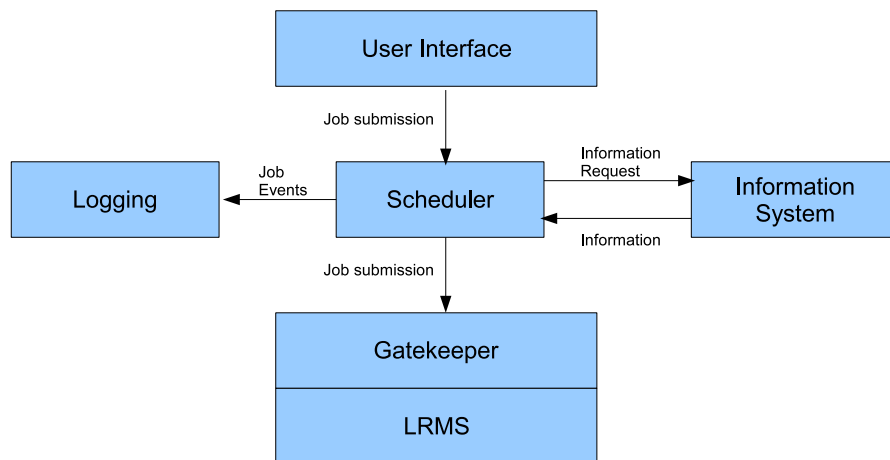 User Interface
Job submission
Job
Events
Information
Request
Logging
Scheduler
Information
System
Information
Job submission
Gatekeeper
LRMS